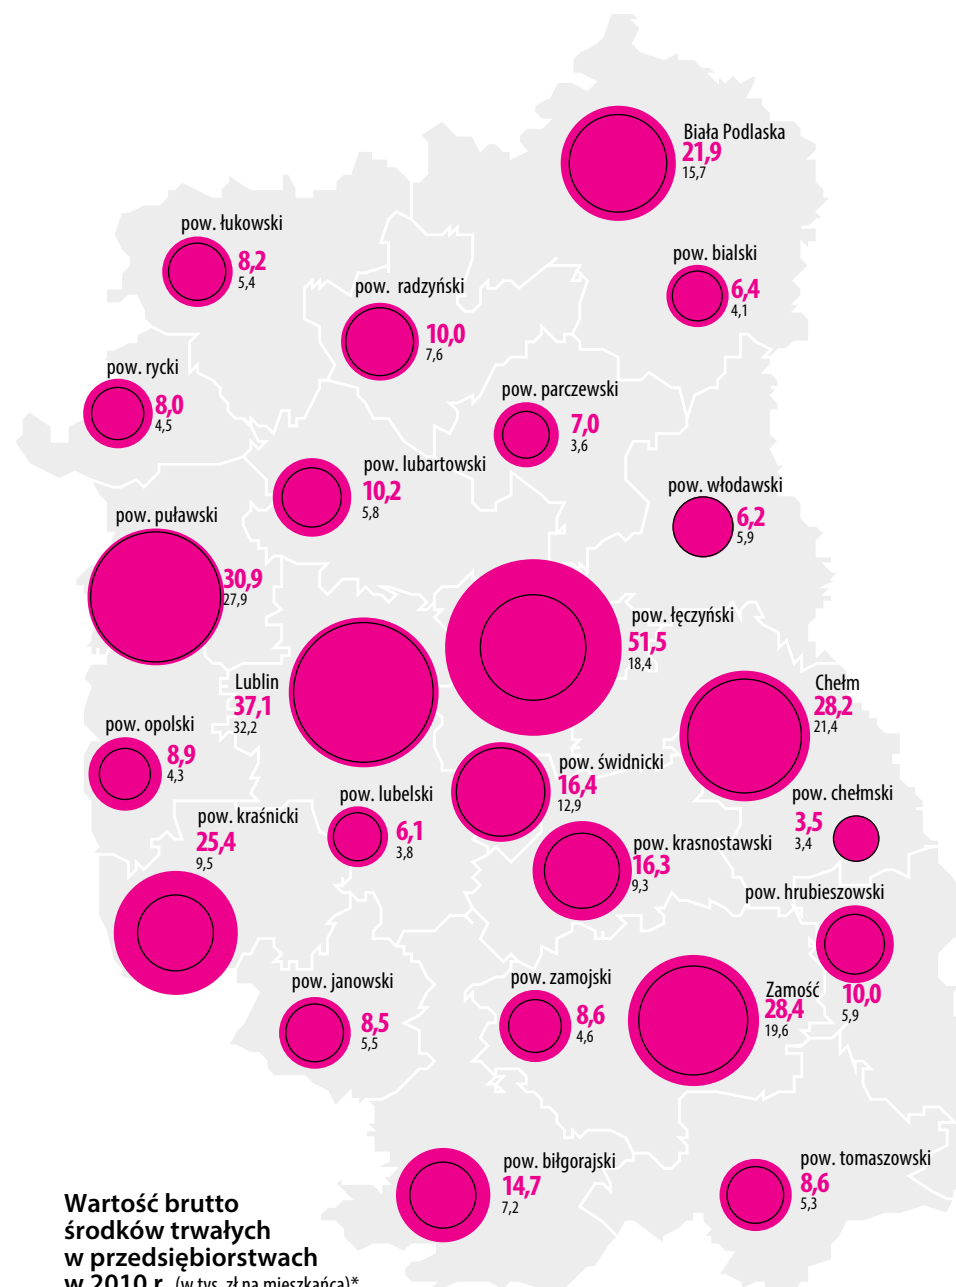 Biała Podlaska
21,9
15,7
pow. łukowski
8,2
5,4
pow. bialski
6,4
4,1
pow. radzyński
10,0
7,6
pow. rycki
8,0
4,5
pow. parczewski
7,0
3,6
pow. lubartowski
10,2
5,8
pow. włodawski
6,2
5,9
pow. puławski
30,9
27,9
pow. łęczyński
51,5
18,4
Lublin
37,1
32,2
Chełm
28,2
21,4
pow. opolski
8,9
4,3
pow. świdnicki
16,4
12,9
pow. lubelski
6,1
3,8
pow. chełmski
3,5
3,4
pow. kraśnicki
25,4
9,5
pow. krasnostawski
16,3
9,3
pow. hrubieszowski
10,0
5,9
pow. janowski
8,5
5,5
pow. zamojski
8,6
4,6
Zamość
28,4
19,6
pow. biłgorajski
14,7
7,2
pow. tomaszowski
8,6
5,3
Wartość brutto
środków trwałych
w przedsiębiorstwach
w 2010 r. (w tys. zł na mieszkańca)*